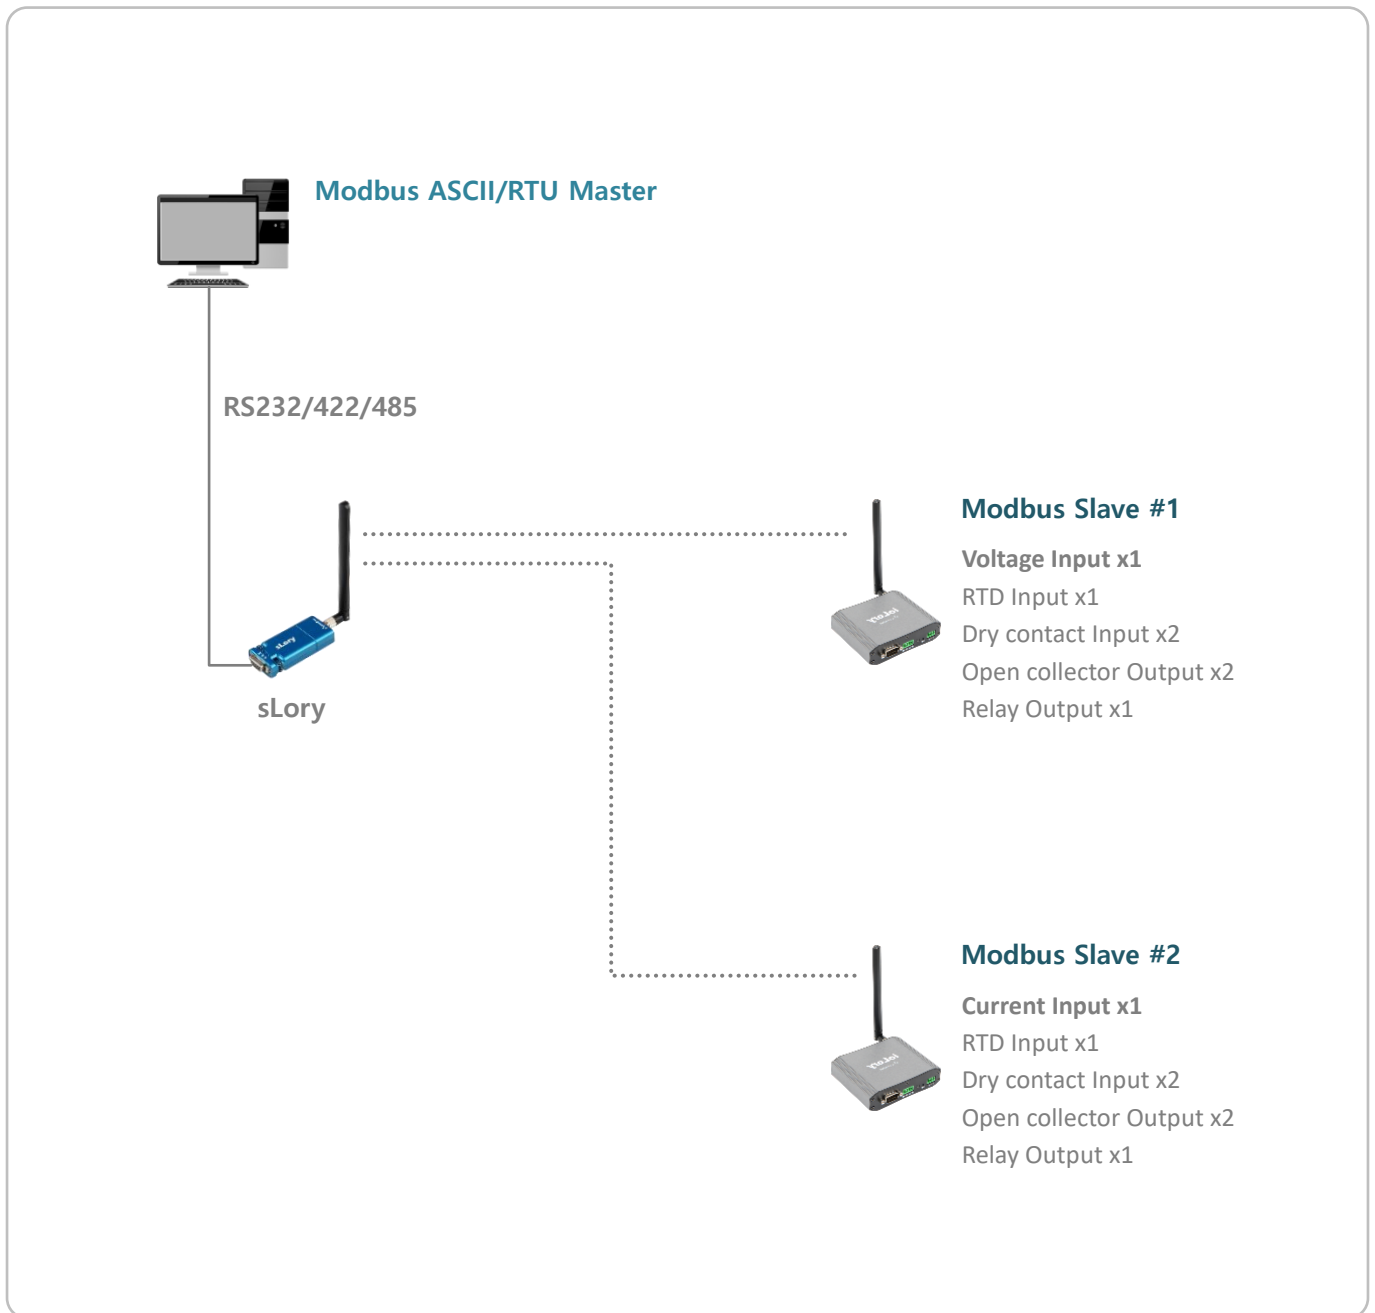 Modbus ASCII/RTU Master
RS232/422/485
sLory
sLory
Modbus Slave #1
Voltage Input x1
RTD Input x1
Dry contact Input x2
Open collector Output x2
Relay Output x1
Modbus Slave #2
Current Input x1
RTD Input x1
Dry contact Input x2
Open collector Output x2
Relay Output x1